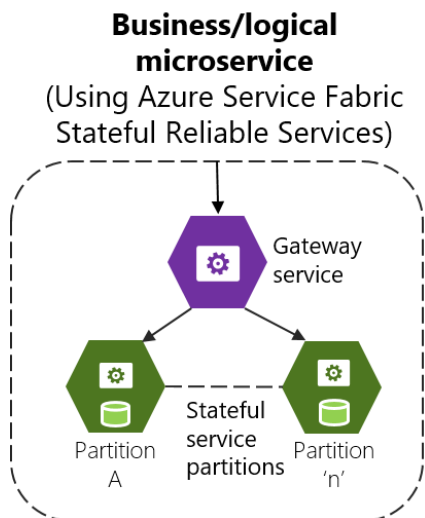 Business/logical
microservice
(Using Azure Service Fabric
Stateful Reliable Services)
Gateway
service
Stateful
service
partitions
Partition
A
Partition
‘n’